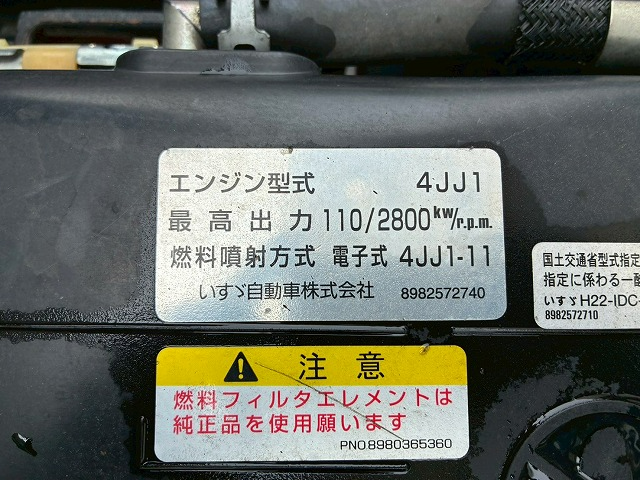 エンジン型式 4JJ1
最高出力 110/2800kw/r.p.m.
燃料噴射方式 電子式 4JJ1-11
いすゞ自動車株式会社 8982572740
国土交通省型式指定
指定に係わる一酸
いすゞH22-IDC-
8982572710
注意
燃料フィルタエレメントは
純正品を使用願います
PNO8980365360